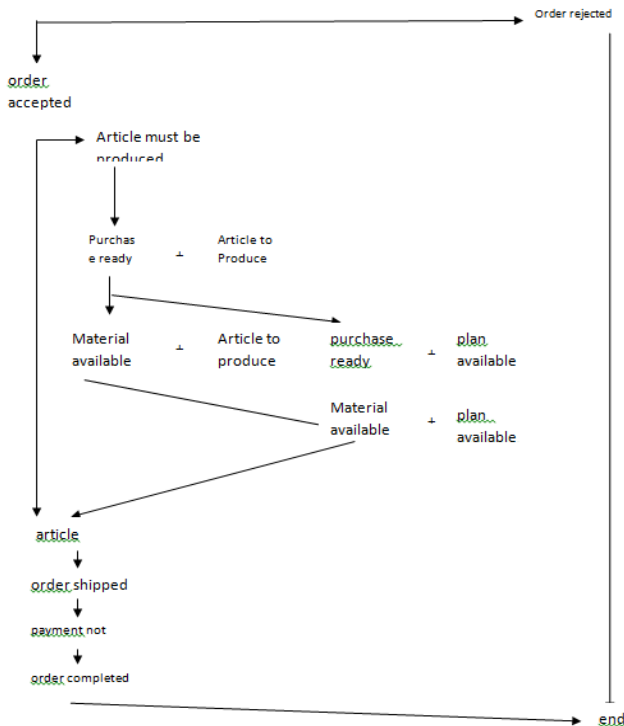 Order rejected
order
accepted
Article must be
produced
Purchas
e ready + Article to
Produce
Material
available + Article to
produce
purchase
ready + plan
available
Material
available + plan
available
article
order shipped
payment not
order completed
end